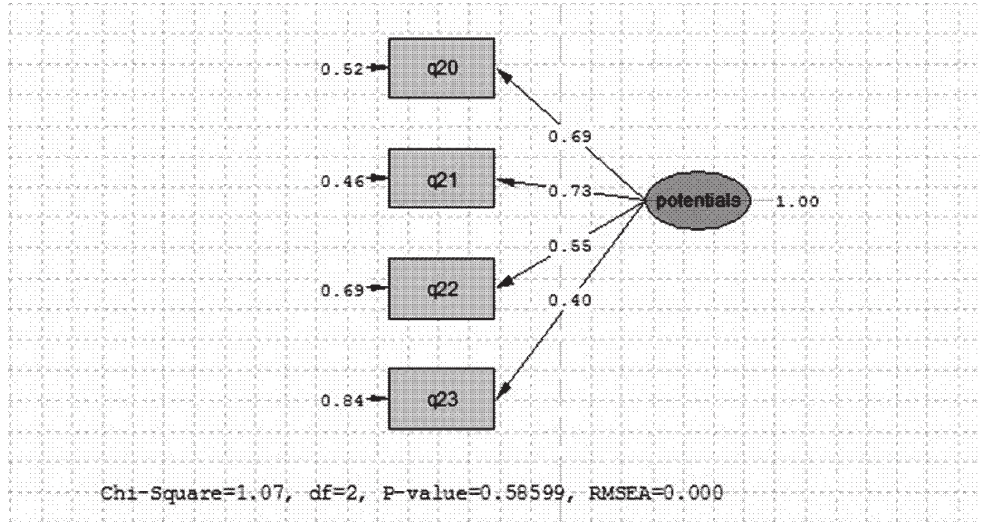 0.52 q20
0.69
0.46 q21 0.73 potentials 1.00
0.55
0.69 q22
0.40
0.84 q23
Chi-Square=1.07, df=2, P-value=0.58599, RMSEA=0.000